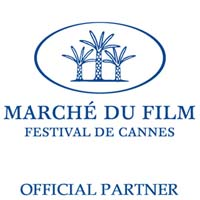 MARCHÉ DU FILM
FESTIVAL DE CANNES
OFFICIAL PARTNER